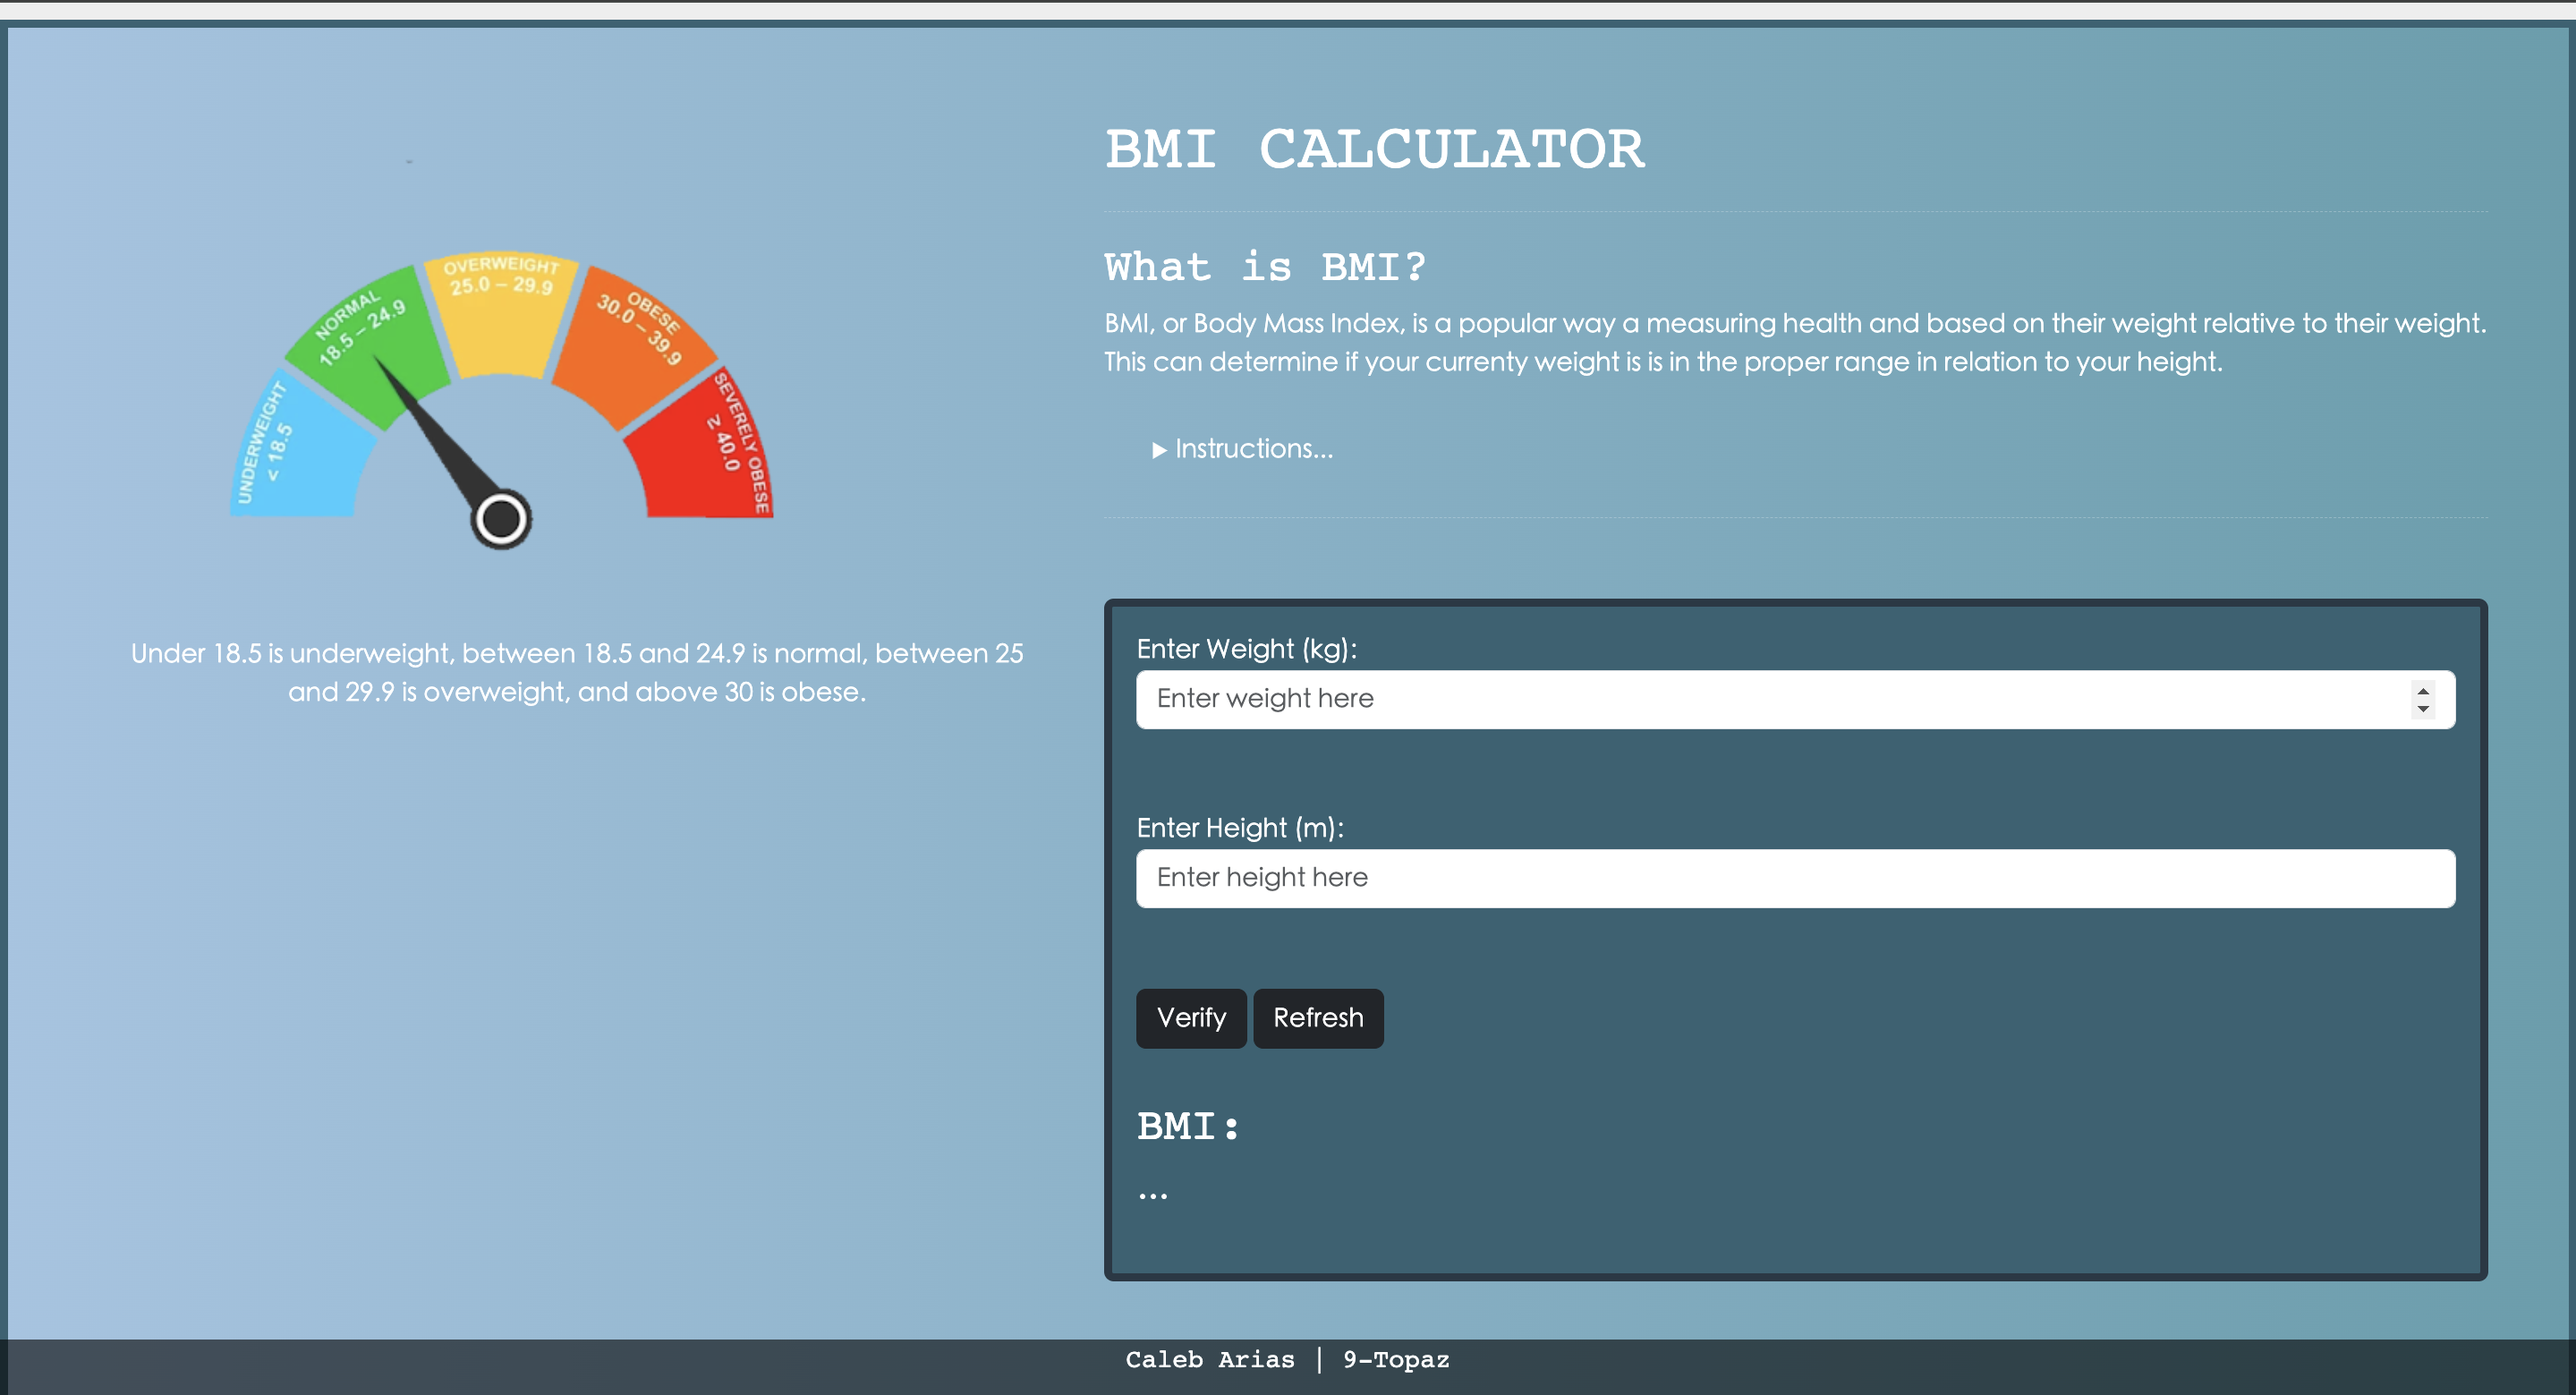 UNDERWEIGHT
< 18.5
NORMAL
18.5 – 24.9
OVERWEIGHT
25.0 – 29.9
OBESE
30.0 – 39.9
SEVERELY OBESE
≥ 40.0
Under 18.5 is underweight, between 18.5 and 24.9 is normal, between 25
and 29.9 is overweight, and above 30 is obese.
BMI CALCULATOR
What is BMI?
BMI, or Body Mass Index, is a popular way a measuring health and based on their weight relative to their weight.
This can determine if your currenty weight is is in the proper range in relation to your height.
▶ Instructions...
Enter Weight (kg):
Enter weight here
Enter Height (m):
Enter height here
Verify Refresh
BMI:
...
Caleb Arias | 9-Topaz